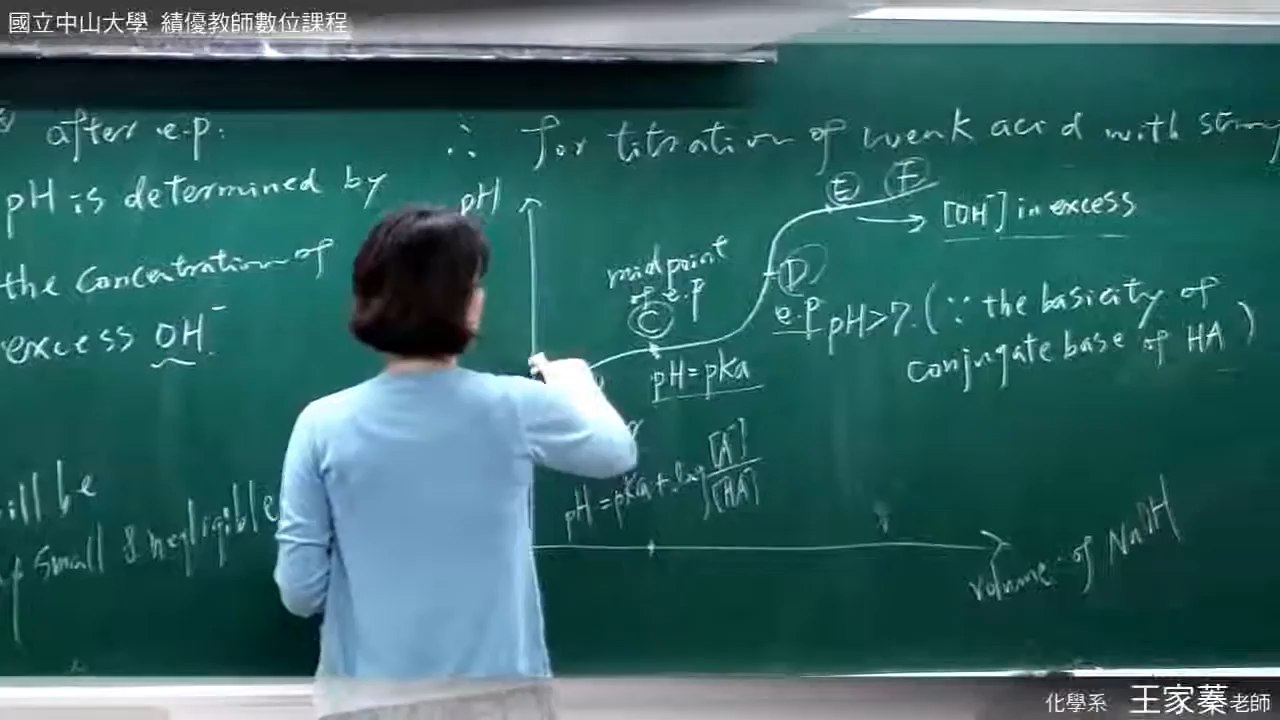 國立中山大學 績優教師數位課程
after e.p.
pH is determined by
the concentration of
excess OH⁻.
will be
small & negligible
∴ for titration of weak acid with
pH
E
F
[OH⁻] in excess
midpoint
of e.p
C
D
e.p pH>7. (∵ the basicity of
conjugate base of HA)
pH=pKa
pH=pKa+log[A⁻]/[HA]
volume of NaOH
化學系 王家蓁老師